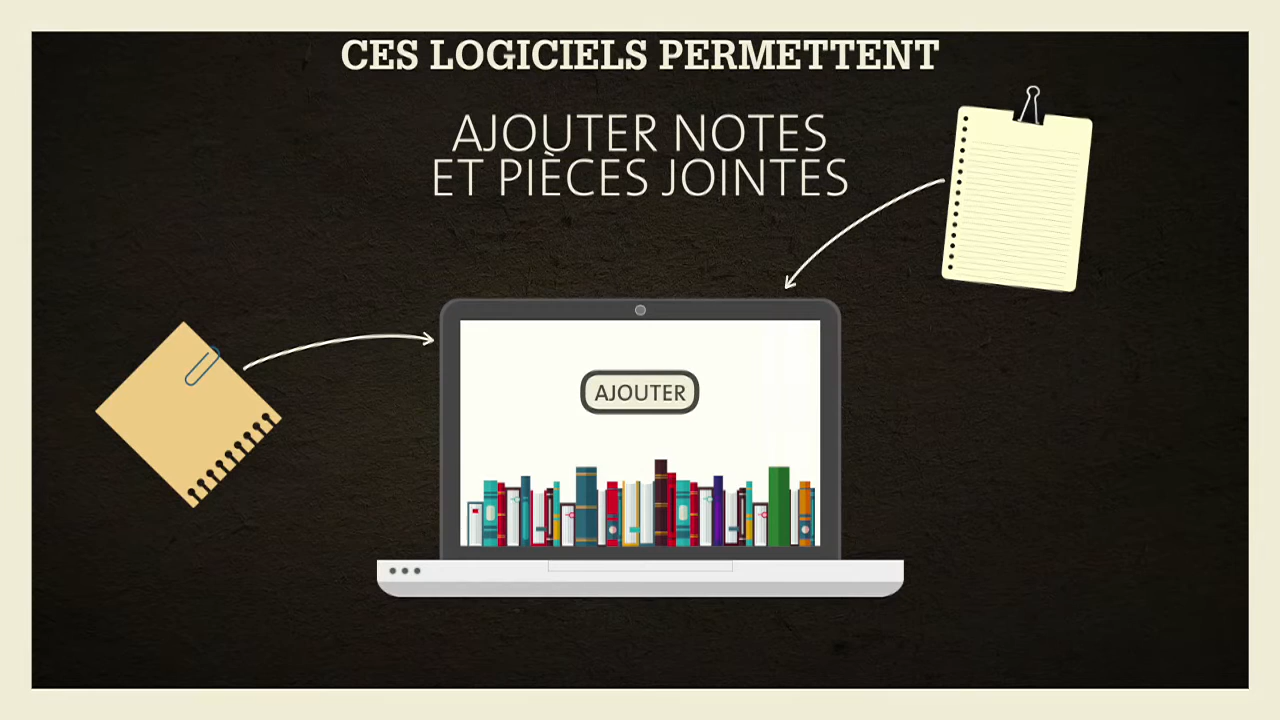 CES LOGICIELS PERMETTENT
AJOUTER NOTES
ET PIÈCES JOINTES
AJOUTER